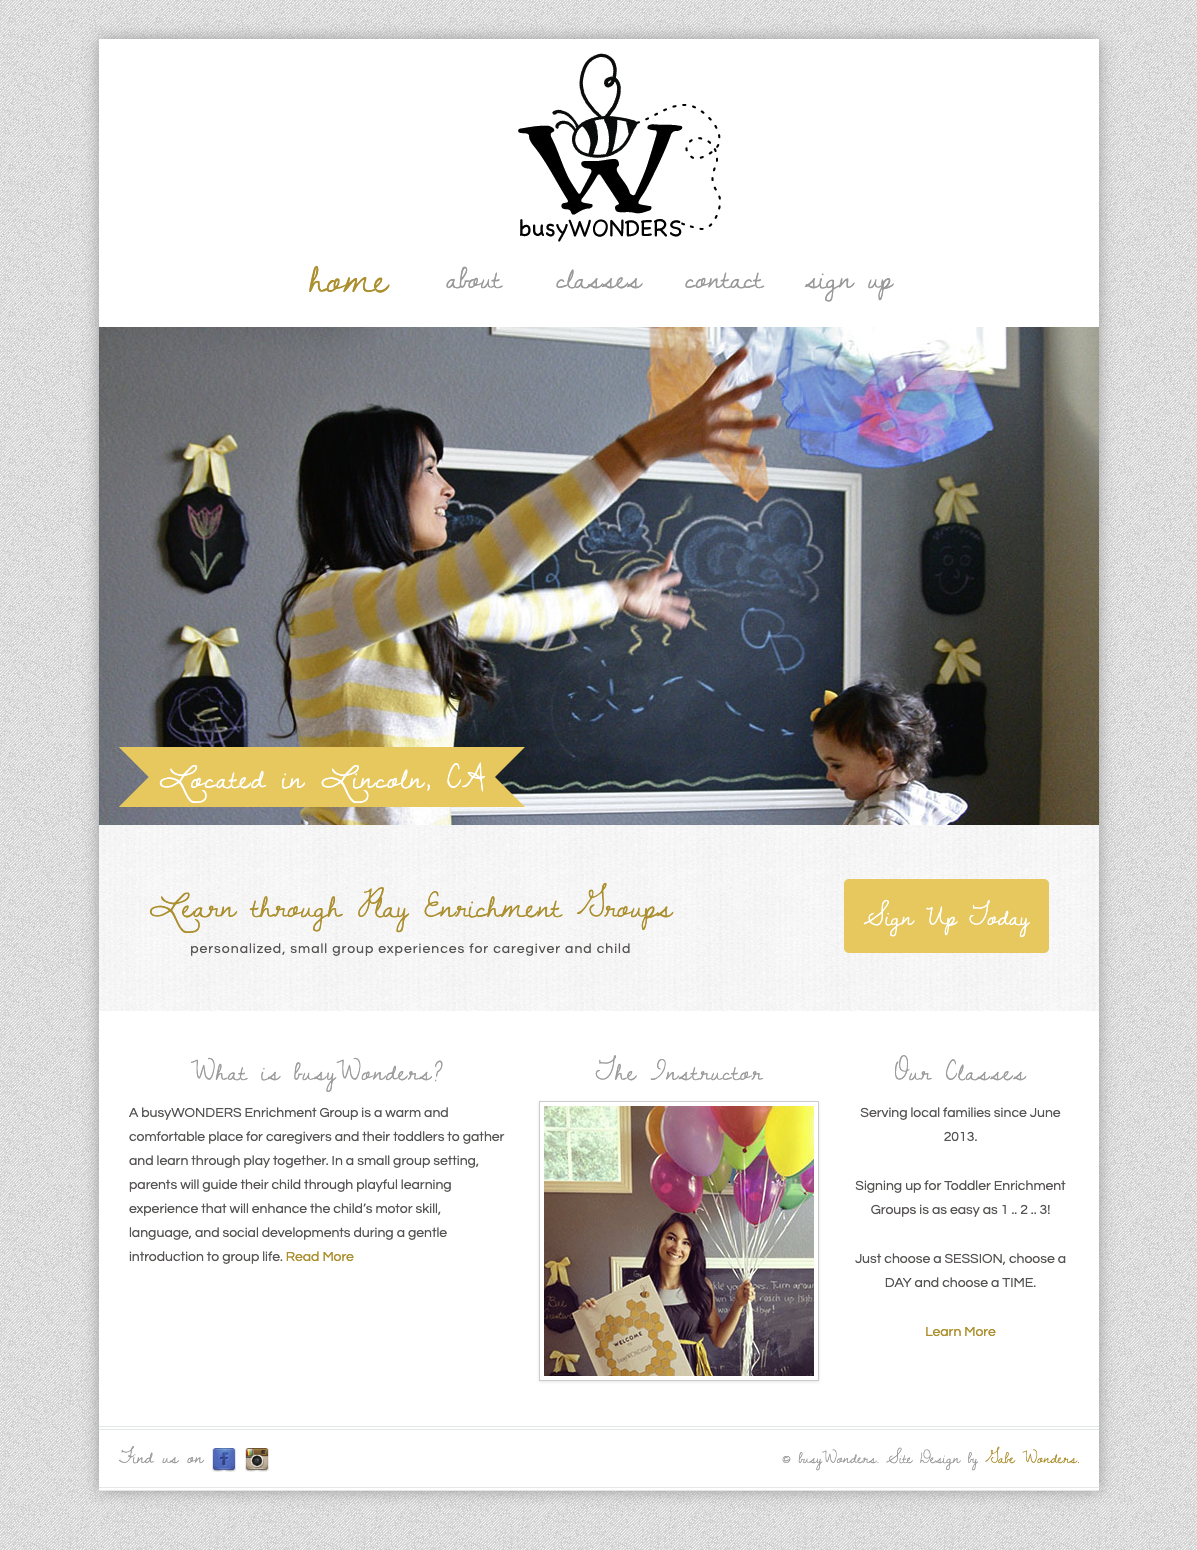 W
busyWONDERS
home about classes contact sign up
Located in Lincoln, CA
Learn through Play Enrichment Groups
personalized, small group experiences for caregiver and child
Sign Up Today
What is busyWonders?
A busyWONDERS Enrichment Group is a warm and
comfortable place for caregivers and their toddlers to gather
and learn through play together. In a small group setting,
parents will guide their child through playful learning
experience that will enhance the child's motor skill,
language, and social developments during a gentle
introduction to group life. Read More
The Instructor
WELCOME
busyWONDERS
Our Classes
Serving local families since June
2013.
Signing up for Toddler Enrichment
Groups is as easy as 1 .. 2 .. 3!
Just choose a SESSION, choose a
DAY and choose a TIME.
Learn More
Find us on f
© busyWonders. Site Design by Gabe Wonders.